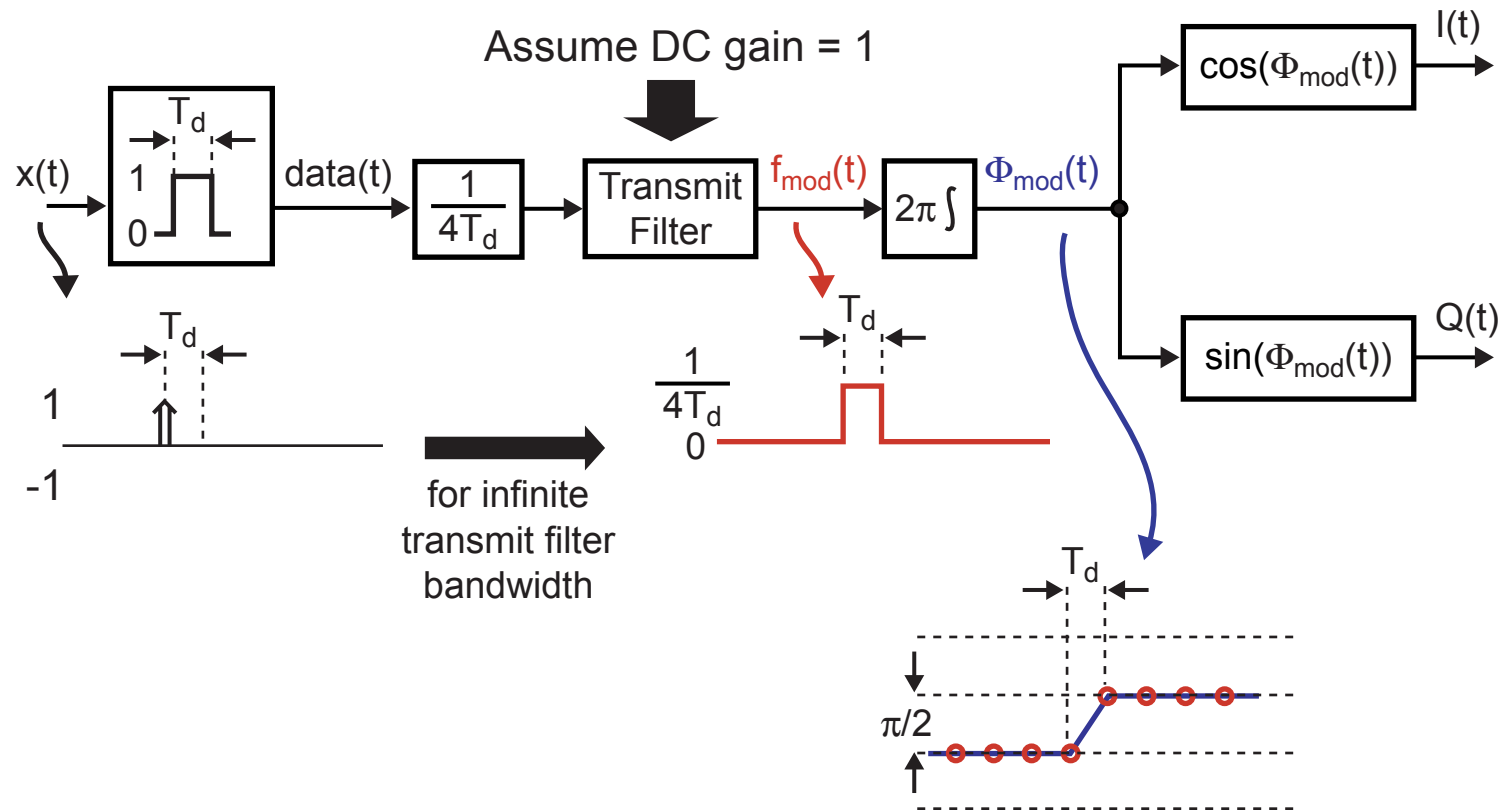 Assume DC gain = 1
I(t)
cos(Φmod(t))
Td
1
0
x(t)
data(t)
1
4Td
Transmit
Filter
fmod(t)
2π∫
Φmod(t)
Q(t)
sin(Φmod(t))
Td
1
-1
for infinite
transmit filter
bandwidth
Td
1
4Td
0
Td
π/2